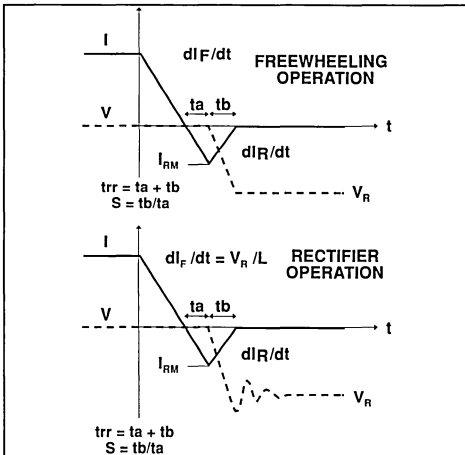 I
dIF/dt
FREEWHEELING
OPERATION
V
ta tb
t
IRM
dIR/dt
trr = ta + tb
S = tb/ta
VR
I
dIF/dt = VR/L
RECTIFIER
OPERATION
V
ta tb
t
IRM
dIR/dt
VR
trr = ta + tb
S = tb/ta